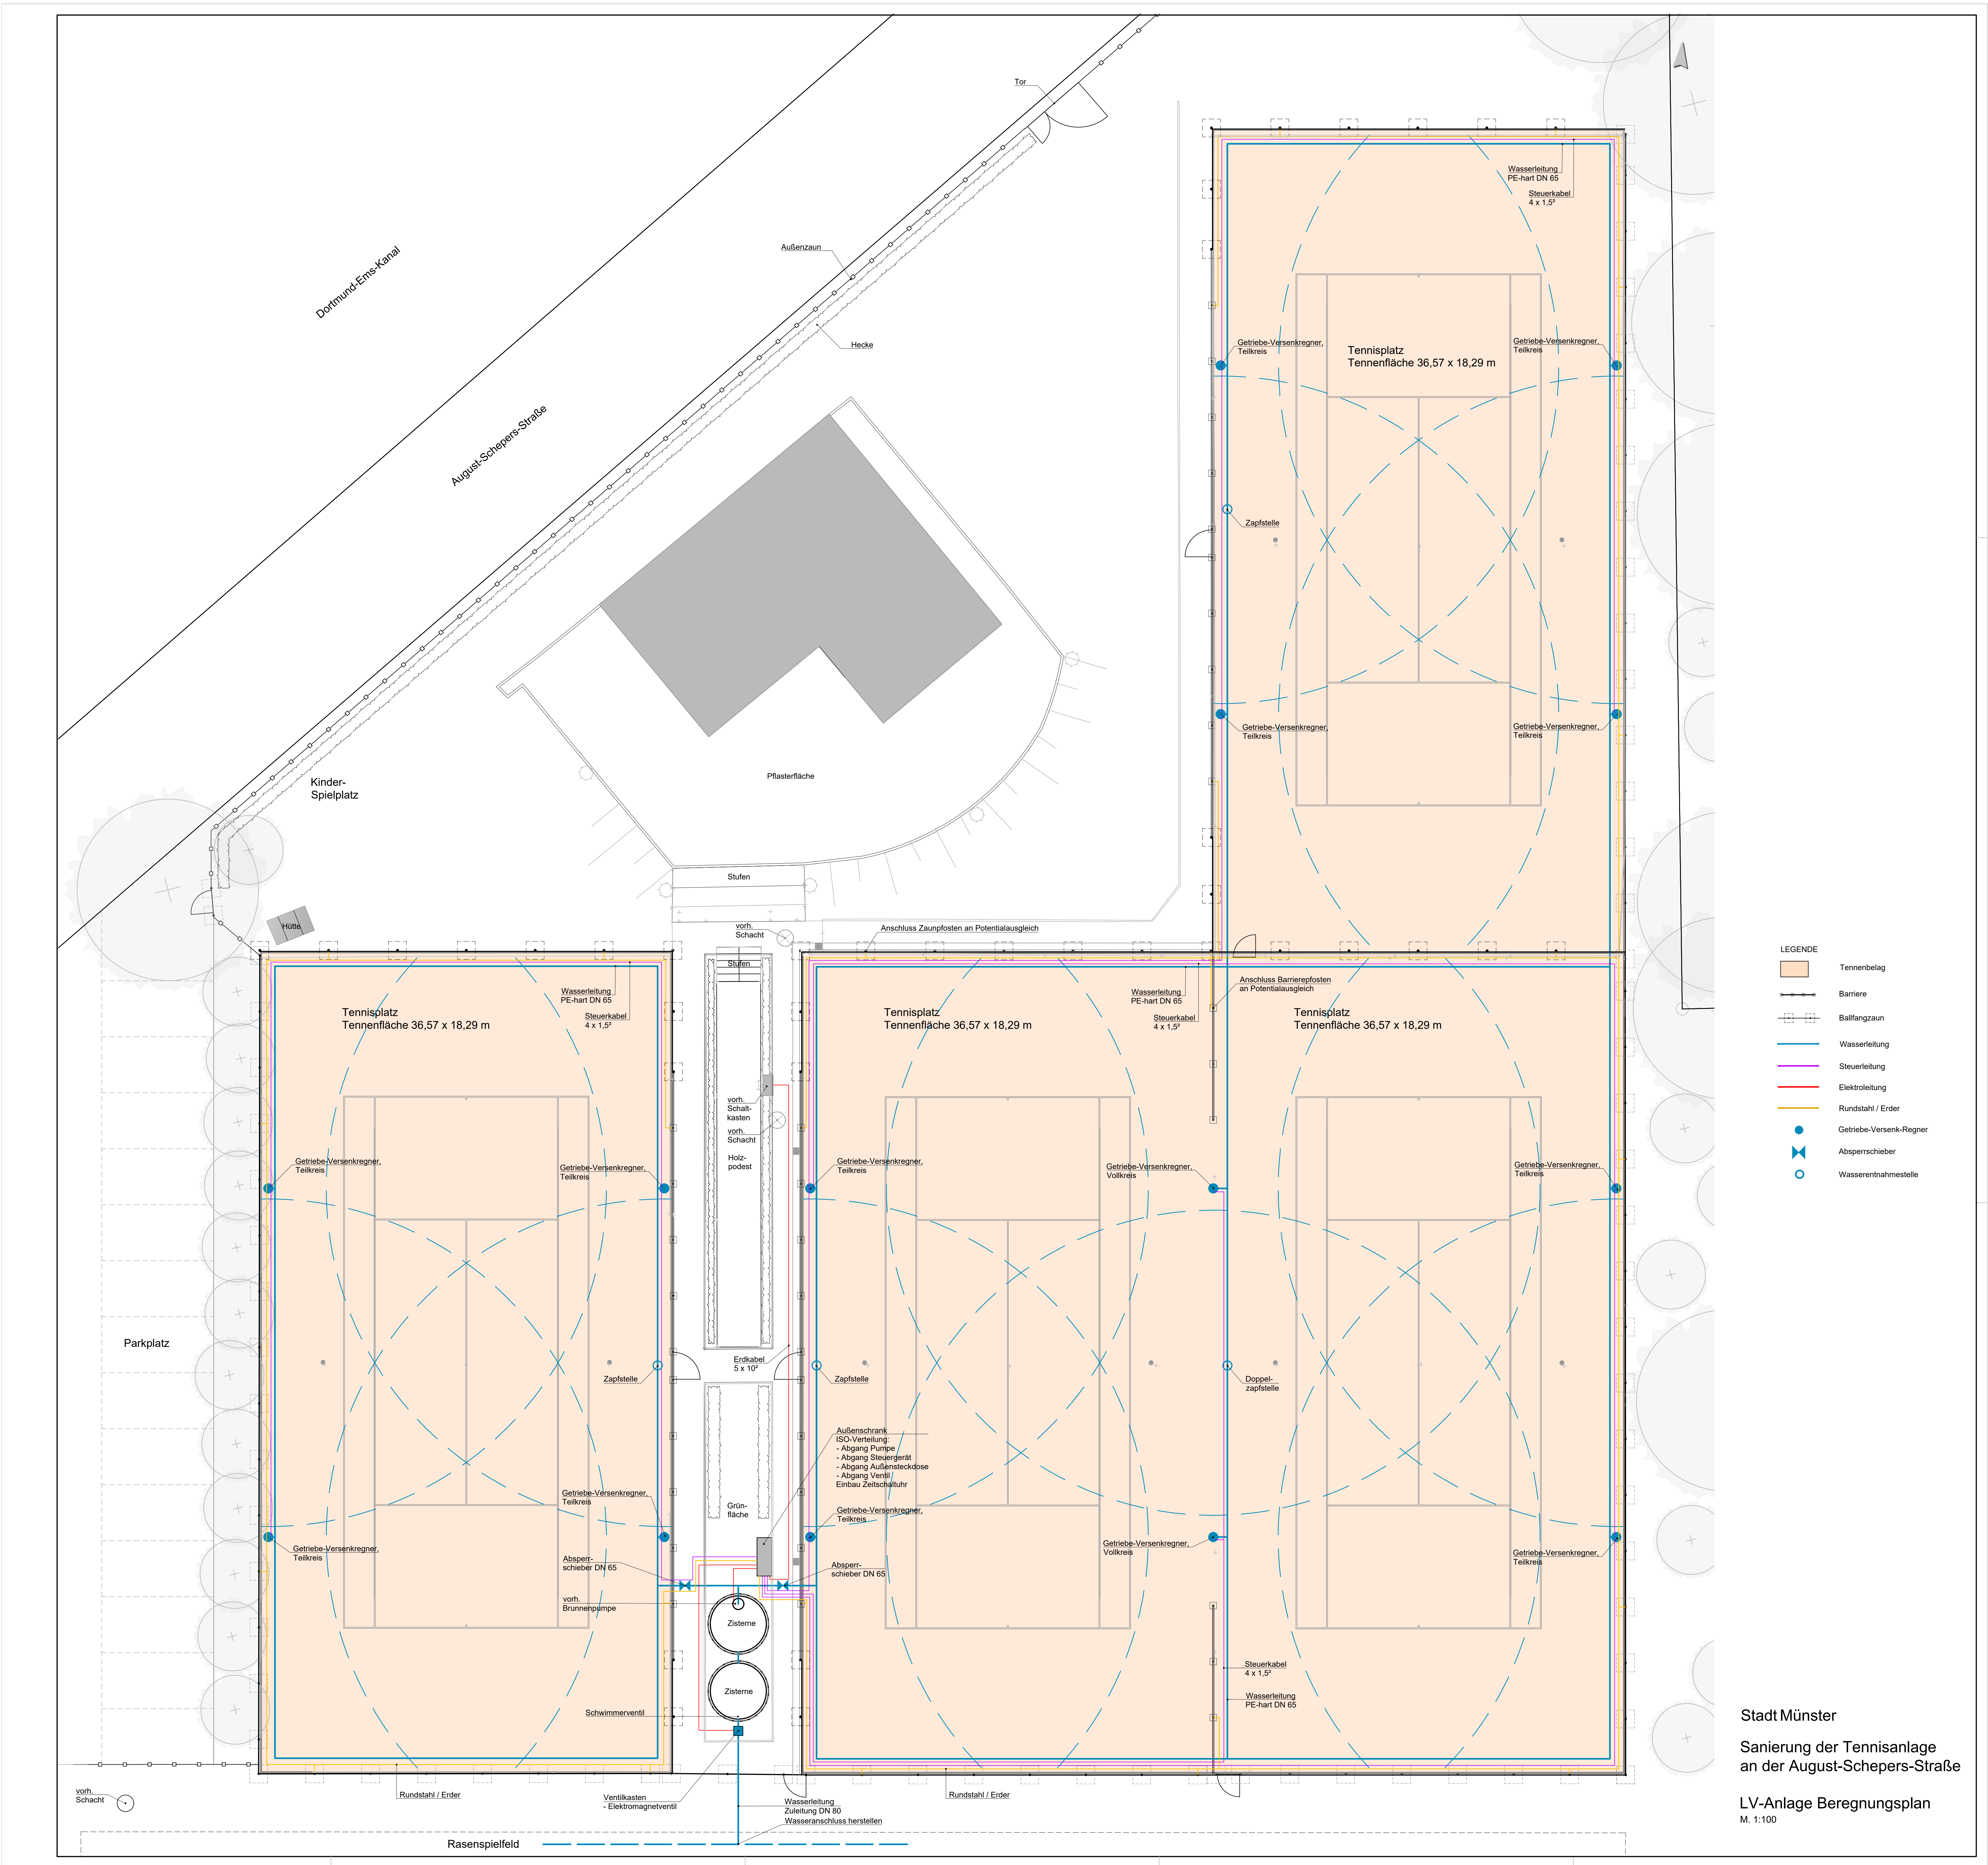 Tor
Wasserleitung
PE-hart DN 65
Steuerkabel
4 x 1,5²
Außenzaun
Dortmund-Ems-Kanal
Hecke
Getriebe-Versenkregner,
Teilkreis
Tennisplatz
Tennenfläche 36,57 x 18,29 m
Getriebe-Versenkregner,
Teilkreis
August-Schepers-Straße
Zapfstelle
Getriebe-Versenkregner,
Teilkreis
Getriebe-Versenkregner,
Teilkreis
Kinder-
Spielplatz
Pflasterfläche
Stufen
Hütte
vorh.
Schacht
Anschluss Zaunpfosten an Potentialausgleich
Stufen
Wasserleitung
PE-hart DN 65
Steuerkabel
4 x 1,5²
Tennisplatz
Tennenfläche 36,57 x 18,29 m
Tennisplatz
Tennenfläche 36,57 x 18,29 m
Wasserleitung
PE-hart DN 65
Steuerkabel
4 x 1,5²
Anschluss Barrierepfosten
an Potentialausgleich
Tennisplatz
Tennenfläche 36,57 x 18,29 m
vorh.
Schalt-
kasten
vorh.
Schacht
Holz-
podest
Getriebe-Versenkregner,
Teilkreis
Getriebe-Versenkregner,
Teilkreis
Getriebe-Versenkregner,
Teilkreis
Getriebe-Versenkregner,
Vollkreis
Getriebe-Versenkregner,
Teilkreis
Parkplatz
Erdkabel
5 x 10²
Zapfstelle
Zapfstelle
Doppel-
zapfstelle
Außenschrank
ISO-Verteilung:
- Abgang Pumpe
- Abgang Steuergerät
- Abgang Außensteckdose
- Abgang Ventil
Einbau Zeitschaltuhr
Getriebe-Versenkregner,
Teilkreis
Grün-
fläche
Getriebe-Versenkregner,
Teilkreis
Getriebe-Versenkregner,
Teilkreis
Getriebe-Versenkregner,
Vollkreis
Getriebe-Versenkregner,
Teilkreis
Absperr-
schieber DN 65
Absperr-
schieber DN 65
vorh.
Brunnenpumpe
Zisterne
Zisterne
Schwimmerventil
Steuerkabel
4 x 1,5²
Wasserleitung
PE-hart DN 65
vorh.
Schacht
Rundstahl / Erder
Ventilkasten
- Elektromagnetventil
Wasserleitung
Zuleitung DN 80
Wasseranschluss herstellen
Rundstahl / Erder
Rasenspielfeld
LEGENDE
Tennenbelag
Barriere
Ballfangzaun
Wasserleitung
Steuerleitung
Elektroleitung
Rundstahl / Erder
Getriebe-Versenk-Regner
Absperrschieber
Wasserentnahmestelle
Stadt Münster
Sanierung der Tennisanlage
an der August-Schepers-Straße
LV-Anlage Beregnungsplan
M. 1:100